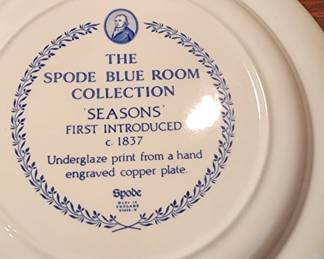 THE
SPODE BLUE ROOM
COLLECTION
'SEASONS'
FIRST INTRODUCED
c. 1837
Underglaze print from a hand
engraved copper plate.
Spode
MADE IN
ENGLAND